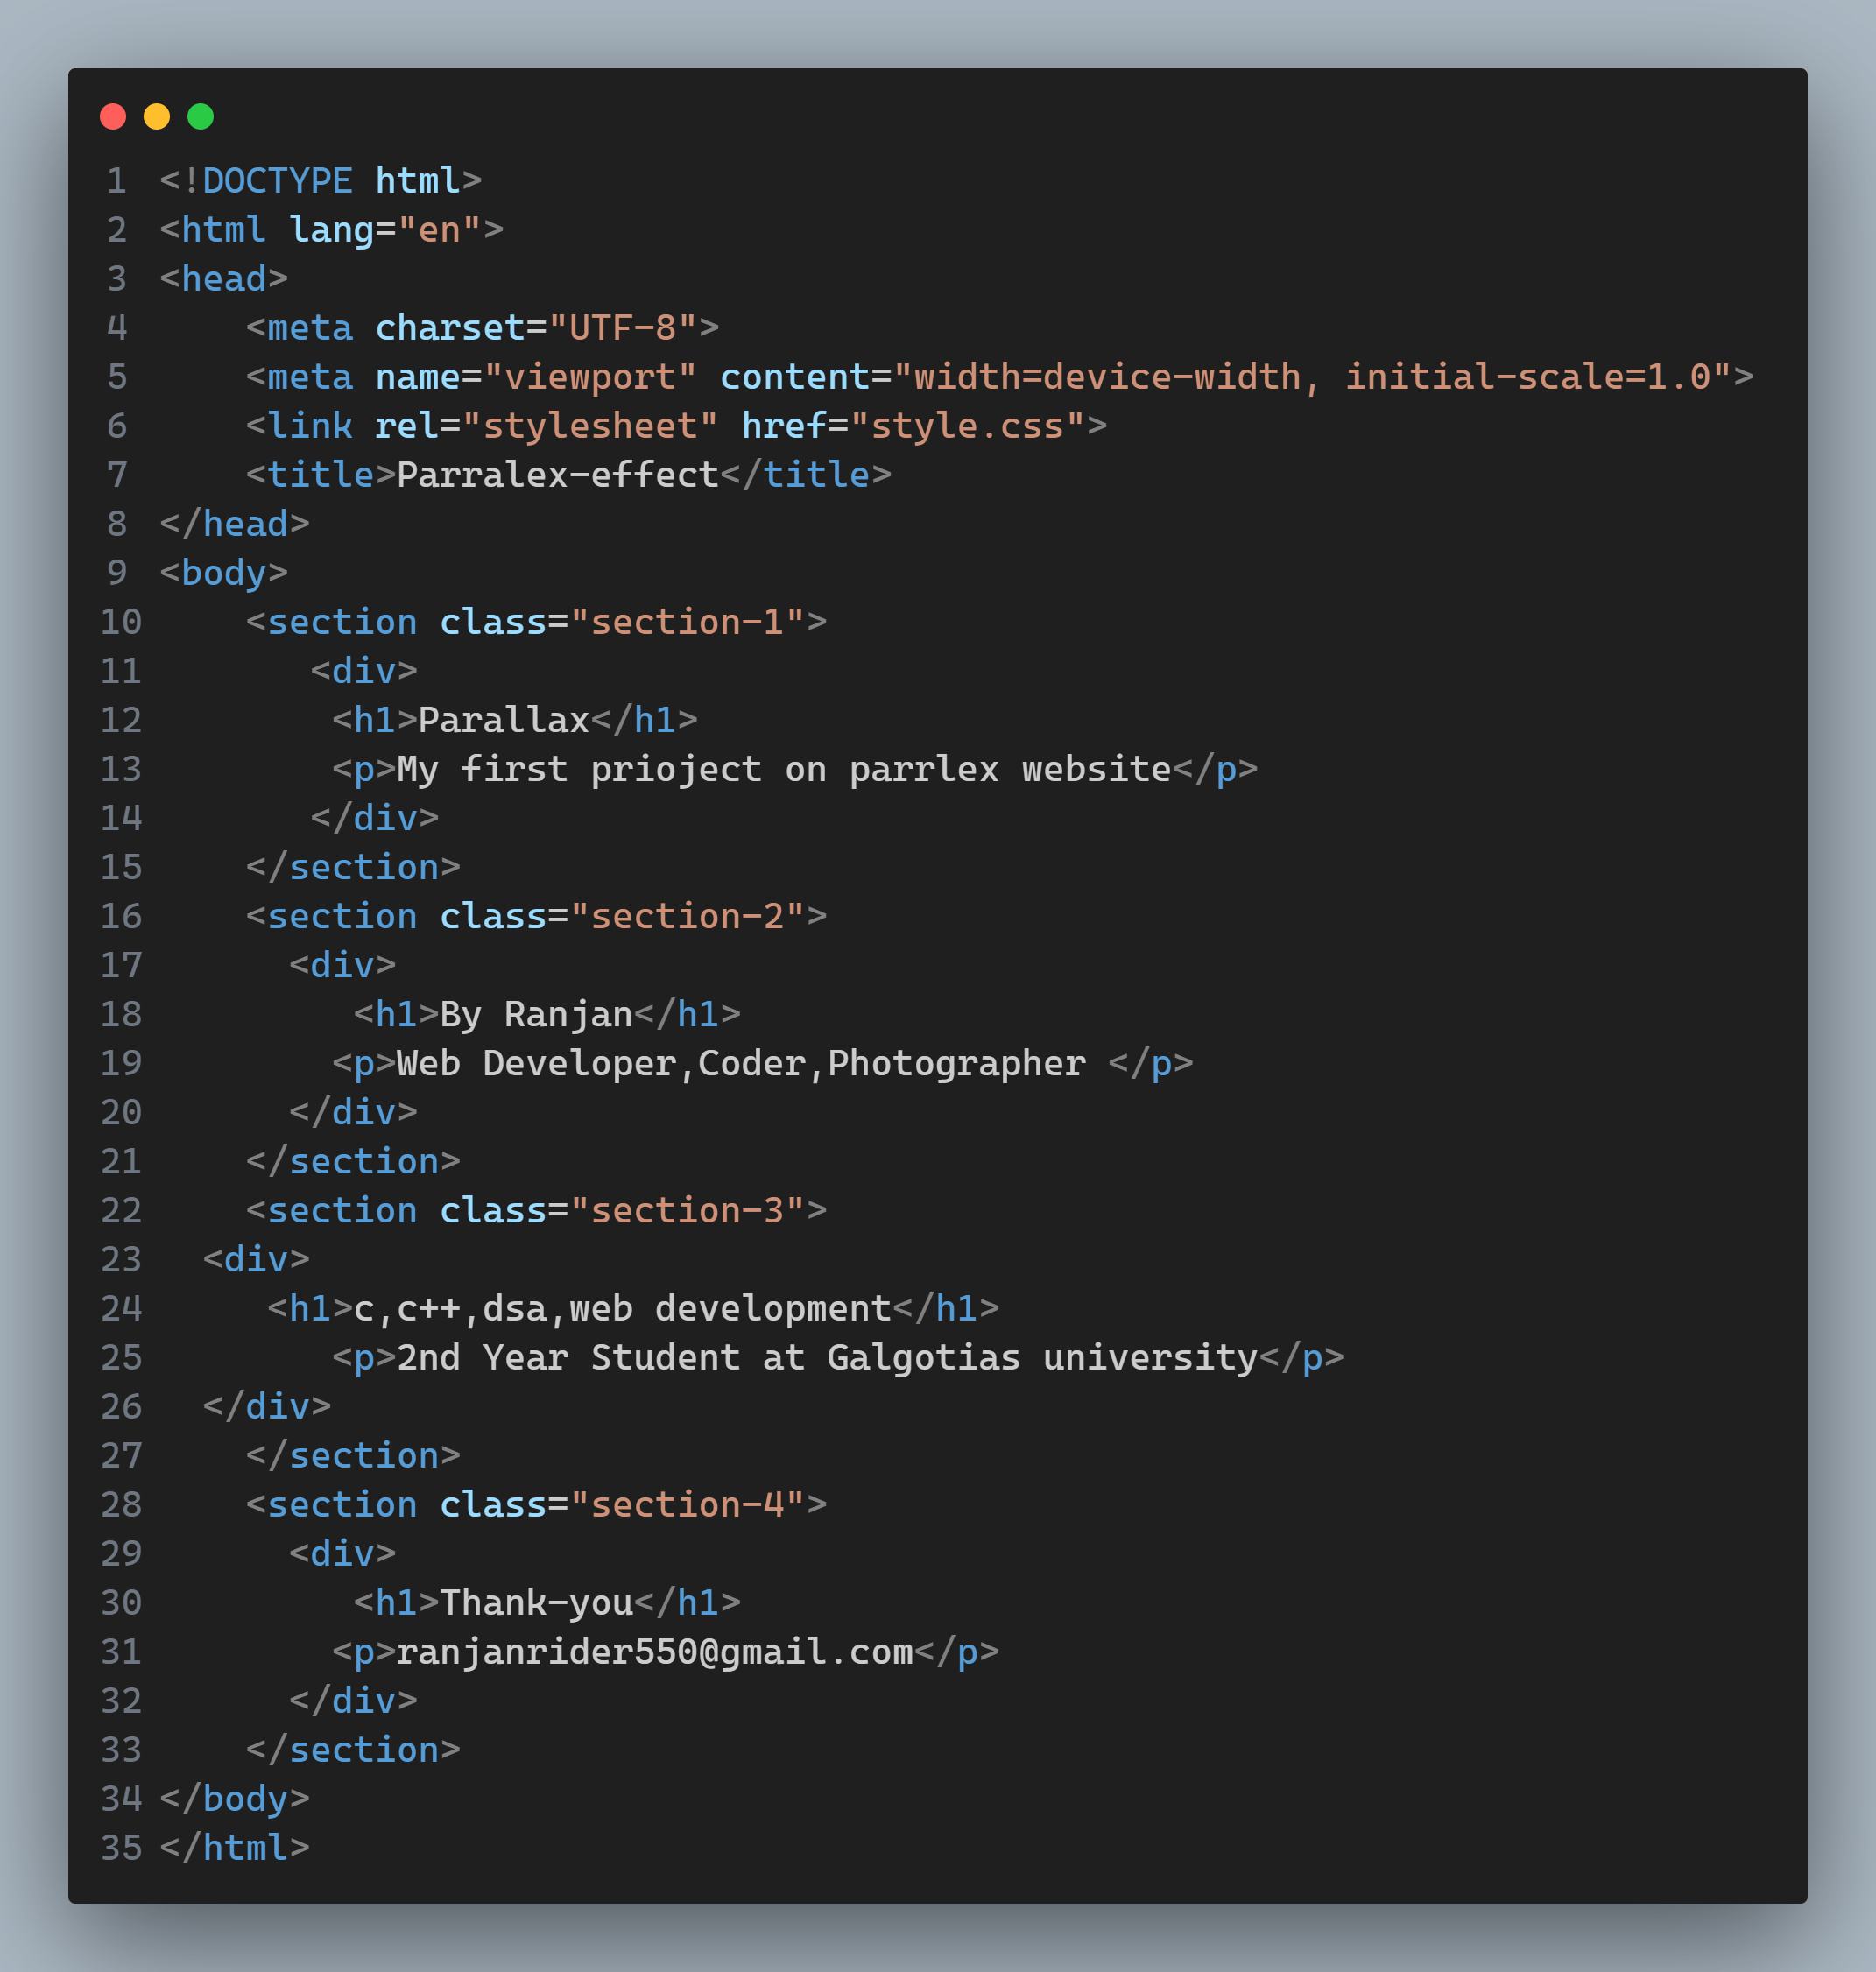 1 <!DOCTYPE html>
2 <html lang="en">
3 <head>
4     <meta charset="UTF-8">
5     <meta name="viewport" content="width=device-width, initial-scale=1.0">
6     <link rel="stylesheet" href="style.css">
7     <title>Parralex-effect</title>
8 </head>
9 <body>
10     <section class="section-1">
11        <div>
12         <h1>Parallax</h1>
13         <p>My first prioject on parrlex website</p>
14        </div>
15     </section>
16     <section class="section-2">
17       <div>
18          <h1>By Ranjan</h1>
19         <p>Web Developer,Coder,Photographer </p>
20       </div>
21     </section>
22     <section class="section-3">
23   <div>
24      <h1>c,c++,dsa,web development</h1>
25         <p>2nd Year Student at Galgotias university</p>
26   </div>
27     </section>
28     <section class="section-4">
29       <div>
30          <h1>Thank-you</h1>
31         <p>ranjanrider550@gmail.com</p>
32       </div>
33     </section>
34 </body>
35 </html>